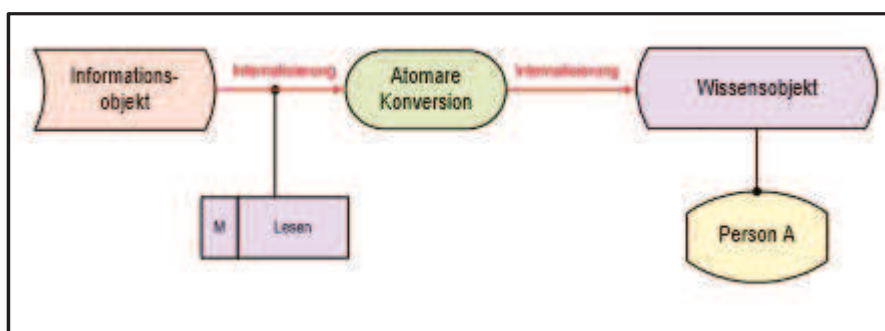 Informations-
objekt
Internalisierung
Atomare
Konversion
Internalisierung
Wissensobjekt
M
Lesen
Person A